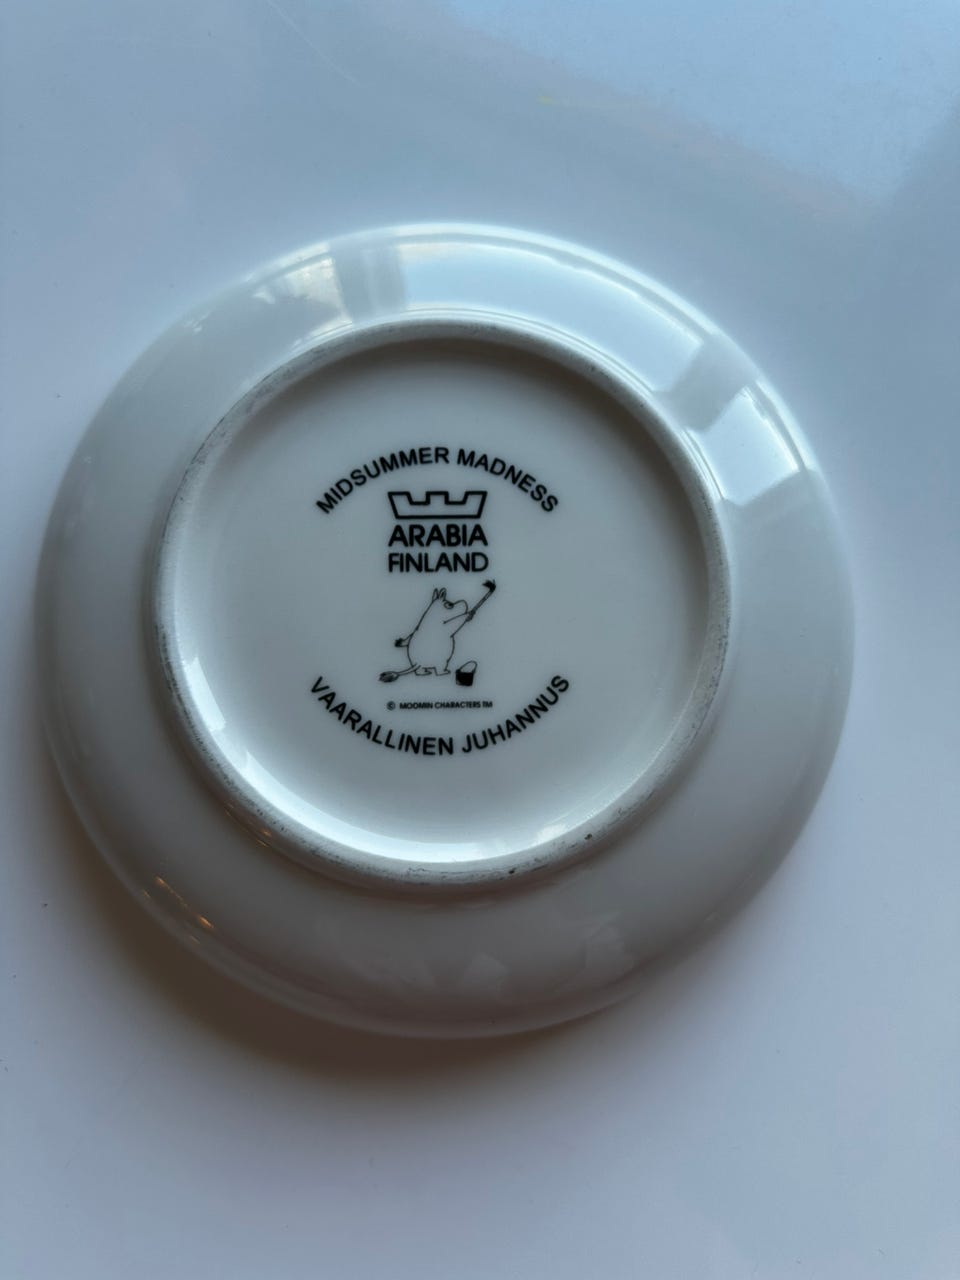 MIDSUMMER MADNESS
ARABIA
FINLAND
© MOOMIN CHARACTERS TM
VAARALLINEN JUHANNUS